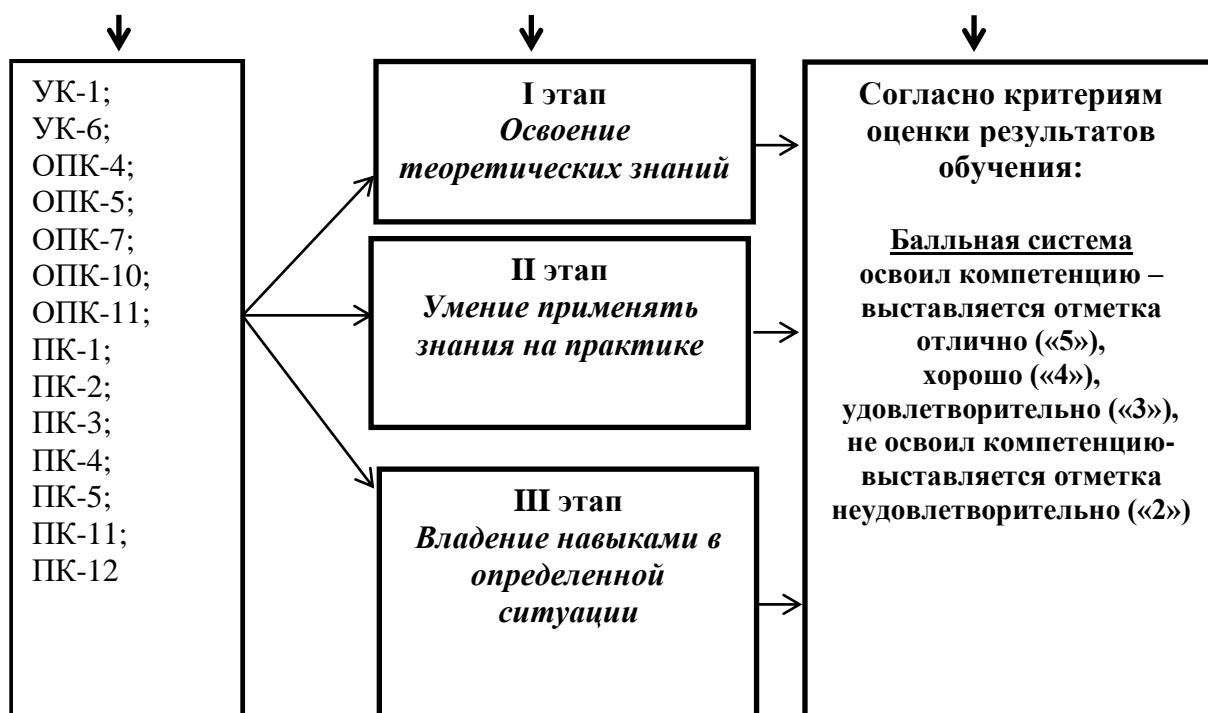 УК-1;
УК-6;
ОПК-4;
ОПК-5;
ОПК-7;
ОПК-10;
ОПК-11;
ПК-1;
ПК-2;
ПК-3;
ПК-4;
ПК-5;
ПК-11;
ПК-12
I этап
Освоение
теоретических знаний
II этап
Умение применять
знания на практике
III этап
Владение навыками в
определенной
ситуации
Согласно критериям
оценки результатов
обучения:
Балльная система
освоил компетенцию –
выставляется отметка
отлично («5»),
хорошо («4»),
удовлетворительно («3»),
не освоил компетенцию-
выставляется отметка
неудовлетворительно («2»)